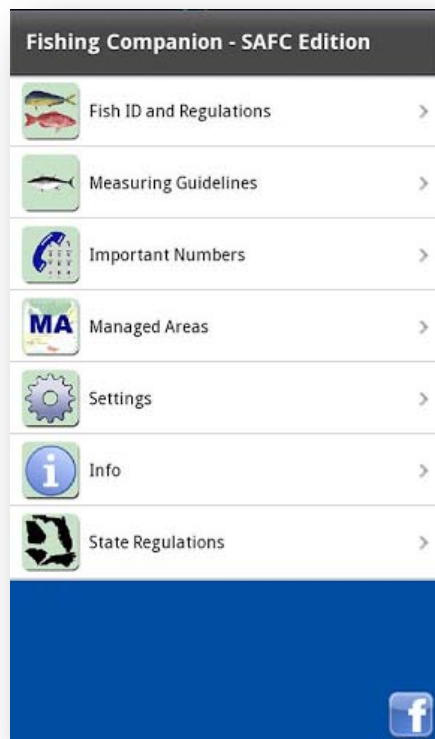 Fishing Companion - SAFC Edition
Fish ID and Regulations
Measuring Guidelines
Important Numbers
MA Managed Areas
Settings
i Info
State Regulations
f